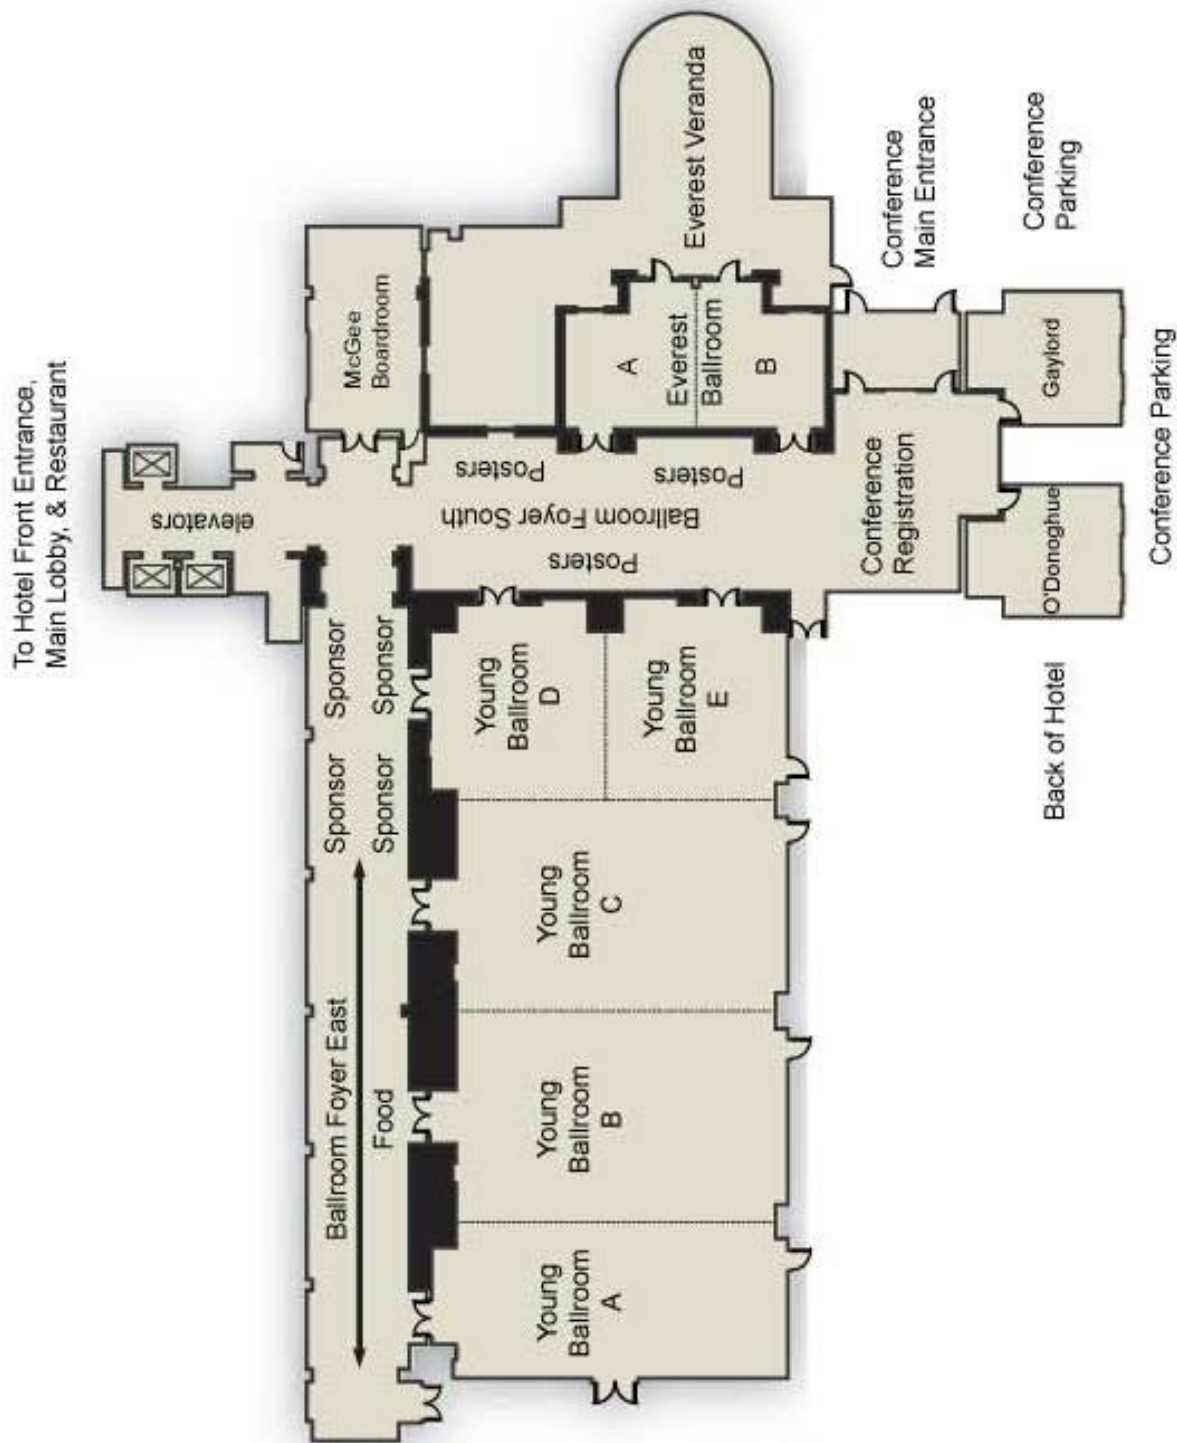 To Hotel Front Entrance,
Main Lobby, & Restaurant
elevators
McGee
Boardroom
Everest Veranda
A
Everest
Ballroom
B
Conference
Main Entrance
Conference
Parking
Gaylord
Conference Parking
O'Donoghue
Conference
Registration
Posters
Posters
Ballroom Foyer South
Posters
Back of Hotel
Sponsor
Sponsor
Sponsor
Sponsor
Ballroom Foyer East
Food
Young
Ballroom
D
Young
Ballroom
E
Young
Ballroom
C
Young
Ballroom
B
Young
Ballroom
A